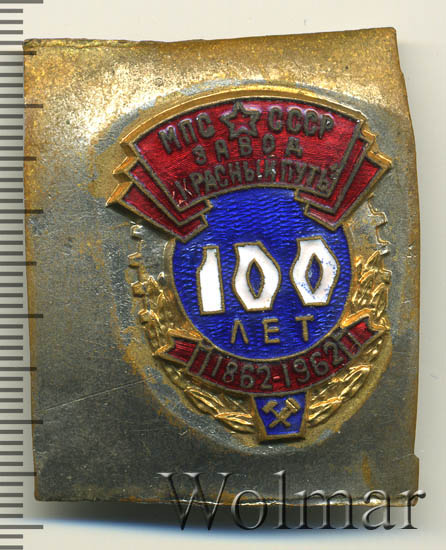 МПС СССР
ЗАВОД
"КРАСНЫЙ ПУТЬ"
100
ЛЕТ
1862-1962
Wolmar